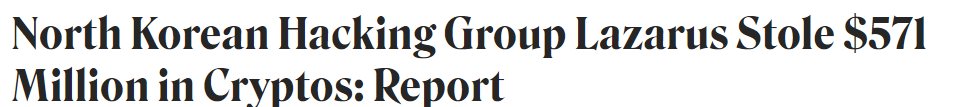 North Korean Hacking Group Lazarus Stole $571
Million in Cryptos: Report